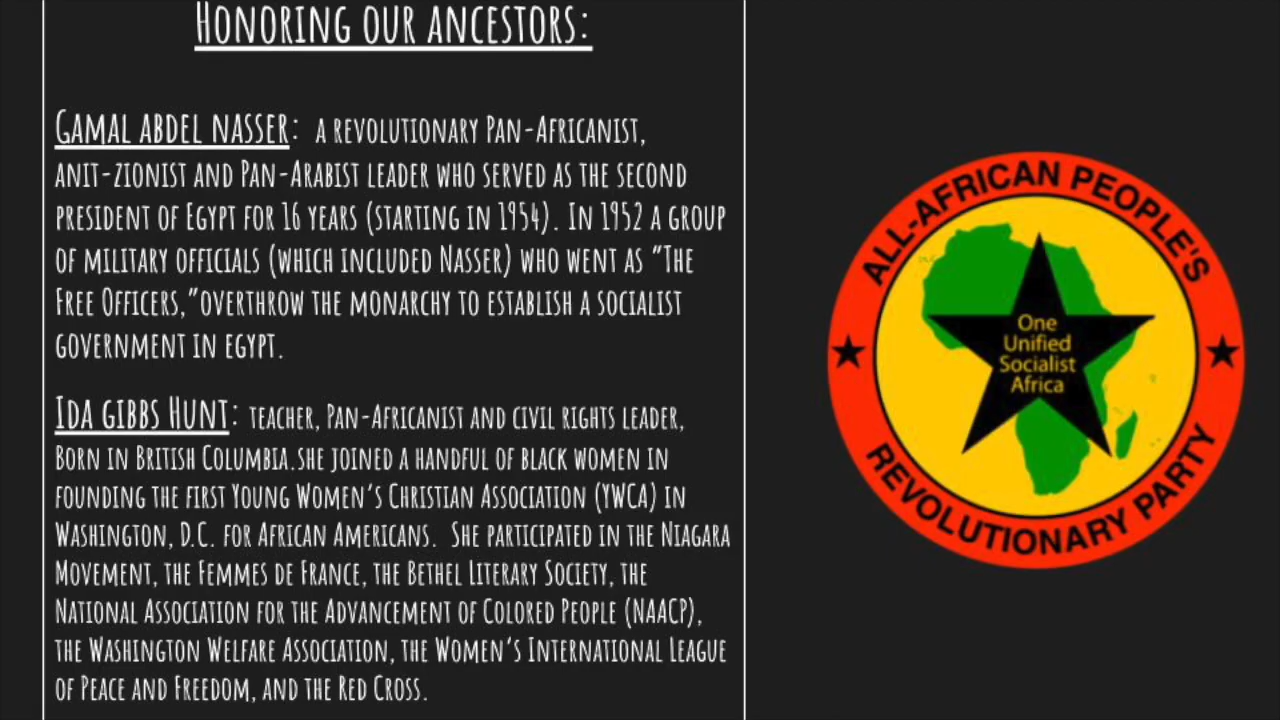 Honoring our ancestors:
Gamal abdel nasser: a revolutionary Pan-Africanist,
anit-zionist and Pan-Arabist leader who served as the second
president of Egypt for 16 years (starting in 1954). In 1952 a group
of military officials (which included Nasser) who went as "The
Free Officers,"overthrow the monarchy to establish a socialist
government in egypt.
Ida gibbs Hunt: teacher, Pan-Africanist and civil rights leader,
Born in British Columbia.she joined a handful of black women in
founding the first Young Women's Christian Association (YWCA) in
Washington, D.C. for African Americans. She participated in the Niagara
Movement, the Femmes de France, the Bethel Literary Society, the
National Association for the Advancement of Colored People (NAACP),
the Washington Welfare Association, the Women's International League
of Peace and Freedom, and the Red Cross.
ALL-AFRICAN PEOPLE'S
One
Unified
Socialist
Africa
REVOLUTIONARY PARTY